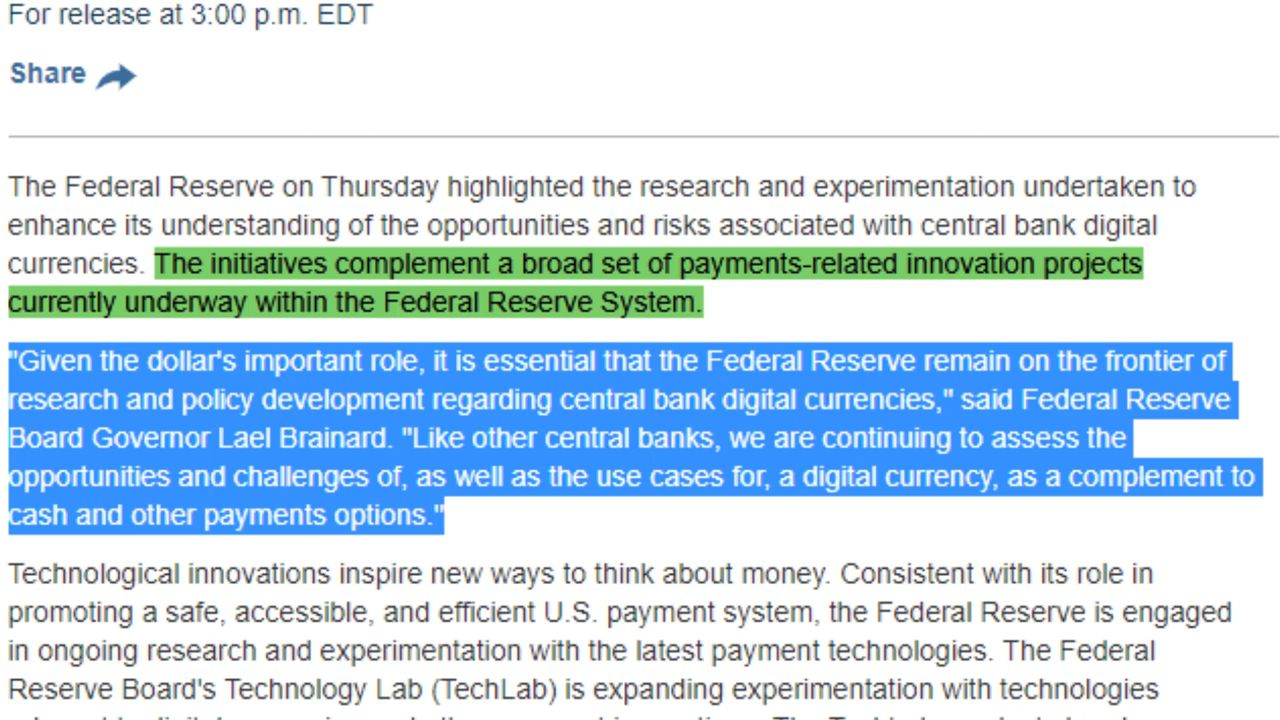 For release at 3:00 p.m. EDT
Share
The Federal Reserve on Thursday highlighted the research and experimentation undertaken to
enhance its understanding of the opportunities and risks associated with central bank digital
currencies. The initiatives complement a broad set of payments-related innovation projects
currently underway within the Federal Reserve System.
"Given the dollar's important role, it is essential that the Federal Reserve remain on the frontier of
research and policy development regarding central bank digital currencies," said Federal Reserve
Board Governor Lael Brainard. "Like other central banks, we are continuing to assess the
opportunities and challenges of, as well as the use cases for, a digital currency, as a complement to
cash and other payments options."
Technological innovations inspire new ways to think about money. Consistent with its role in
promoting a safe, accessible, and efficient U.S. payment system, the Federal Reserve is engaged
in ongoing research and experimentation with the latest payment technologies. The Federal
Reserve Board's Technology Lab (TechLab) is expanding experimentation with technologies